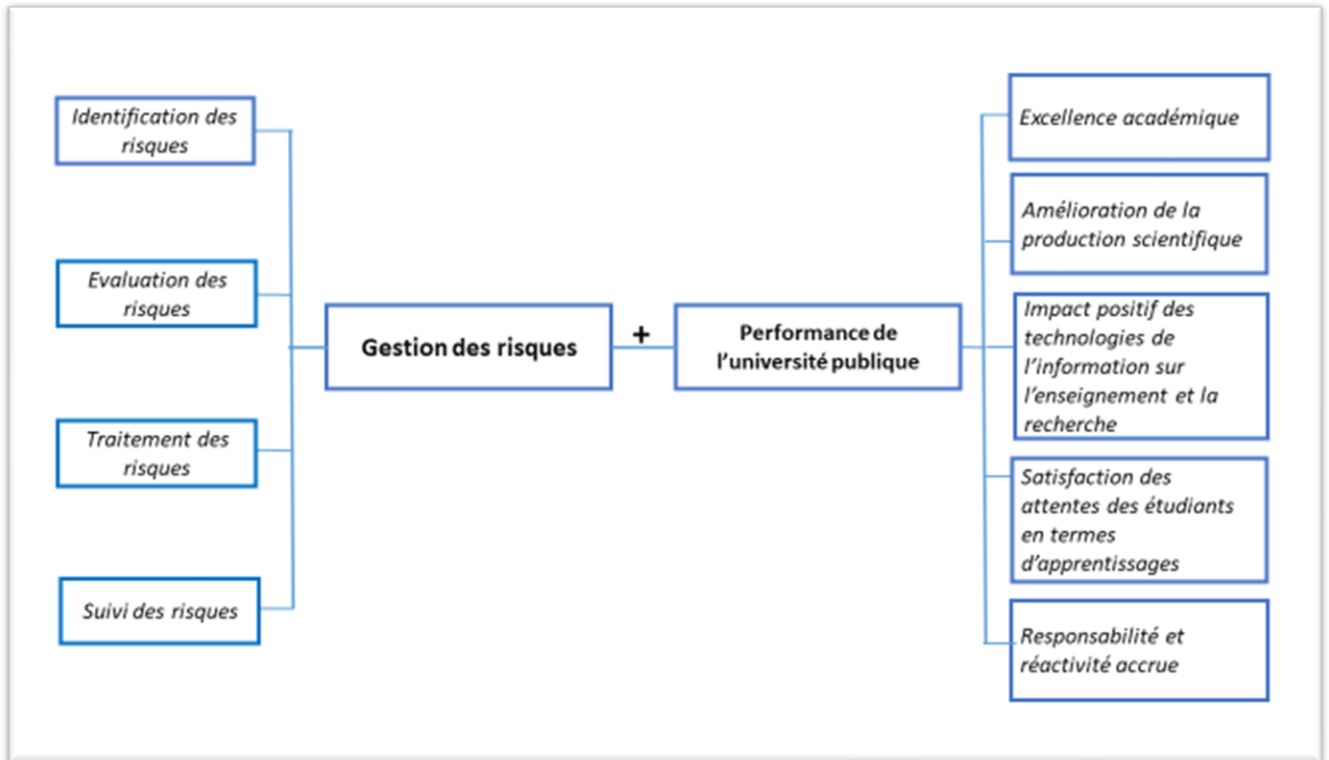 Identification des
risques
Evaluation des
risques
Traitement des
risques
Suivi des risques
Gestion des risques
+
Performance de
l’université publique
Excellence académique
Amélioration de la
production scientifique
Impact positif des
technologies de
l’information sur
l’enseignement et la
recherche
Satisfaction des
attentes des étudiants
en termes
d’apprentissages
Responsabilité et
réactivité accrue